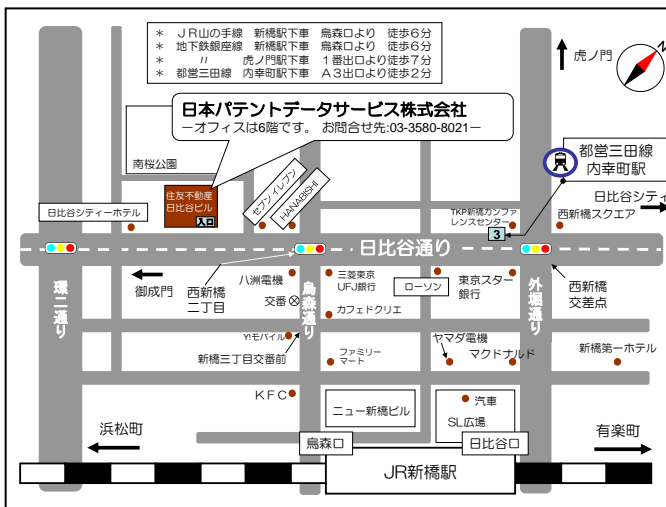 ＊　ＪＲ山の手線　新橋駅下車　烏森口より　徒歩６分
＊　地下鉄銀座線　新橋駅下車　烏森口より　徒歩６分
＊　　　〃　　　虎ノ門駅下車　１番出口より徒歩７分
＊　都営三田線　内幸町駅下車　Ａ３出口より徒歩２分
虎ノ門
N
日本パテントデータサービス株式会社
－オフィスは6階です。 お問合せ先:03-3580-8021－
都営三田線
内幸町駅
南桜公園
住友不動産
日比谷ビル
入口
セブンイレブン
HANABISHI
日比谷シティーホテル
TKP新橋カンファ
レンスセンター
3
日比谷シティ
西新橋スクエア
日比谷通り
御成門
西新橋
二丁目
八洲電機
交番
三菱東京
UFJ銀行
カフェドクリエ
ローソン
東京スター
銀行
西新橋
交差点
環二通り
烏森通り
外堀通り
Y!モバイル
新橋三丁目交番前
ファミリー
マート
ヤマダ電機
マクドナルド
新橋第一ホテル
ＫＦＣ
ニュー新橋ビル
汽車
SL広場
浜松町
烏森口
日比谷口
有楽町
JR新橋駅